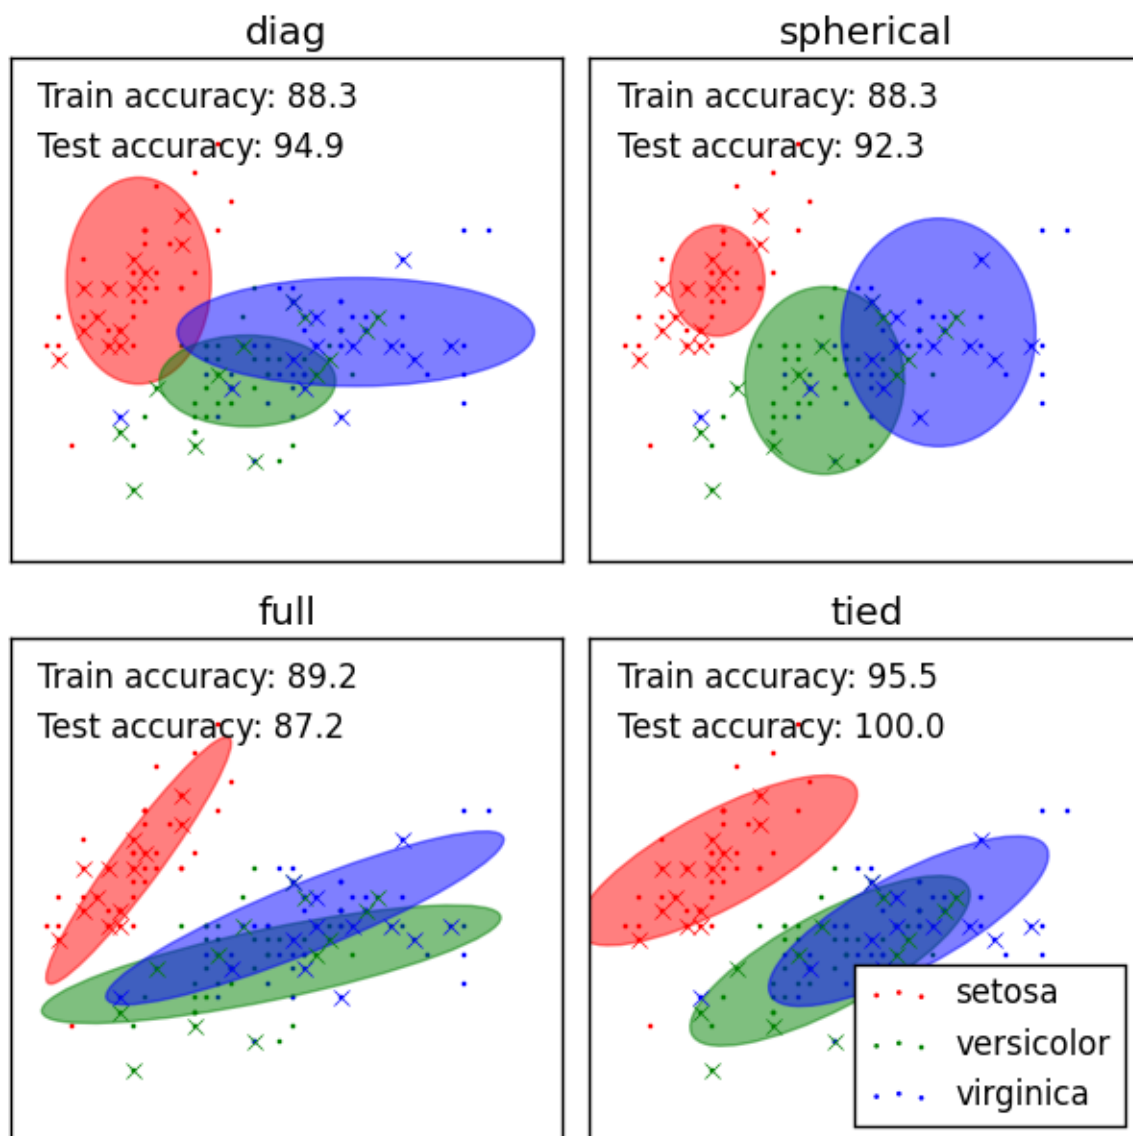 diag
Train accuracy: 88.3
Test accuracy: 94.9
spherical
Train accuracy: 88.3
Test accuracy: 92.3
full
Train accuracy: 89.2
Test accuracy: 87.2
tied
Train accuracy: 95.5
Test accuracy: 100.0
setosa
versicolor
virginica